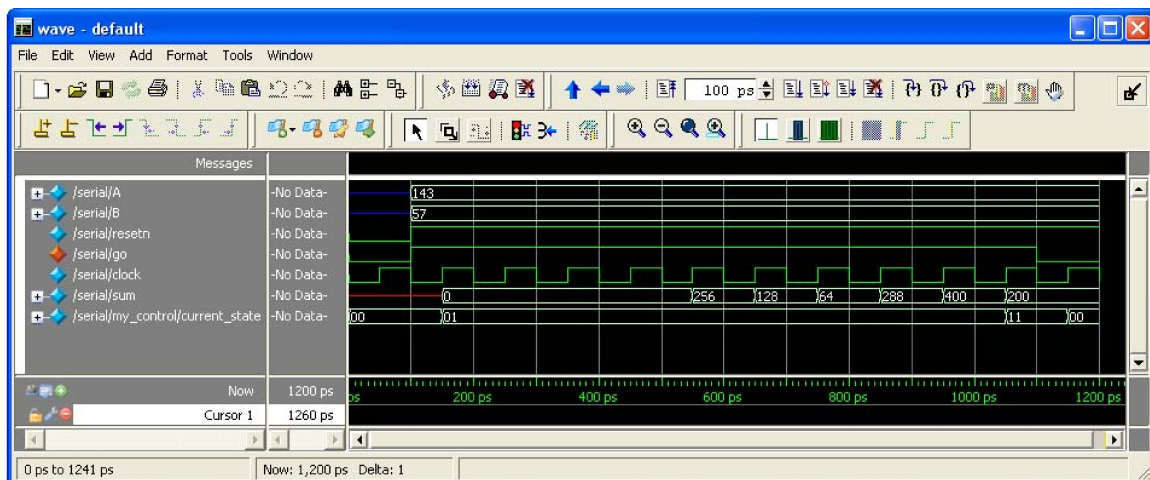 wave - default
File Edit View Add Format Tools Window
100 ps
Messages
/serial/A -No Data- 143
/serial/B -No Data- 57
/serial/resetn -No Data-
/serial/go -No Data-
/serial/clock -No Data-
/serial/sum -No Data- 0 256 128 64 288 400 200
/serial/my_control/current_state -No Data- 00 01 11 00
Now 1200 ps ps 200 ps 400 ps 600 ps 800 ps 1000 ps 1200 ps
Cursor 1 1260 ps
0 ps to 1241 ps Now: 1,200 ps Delta: 1